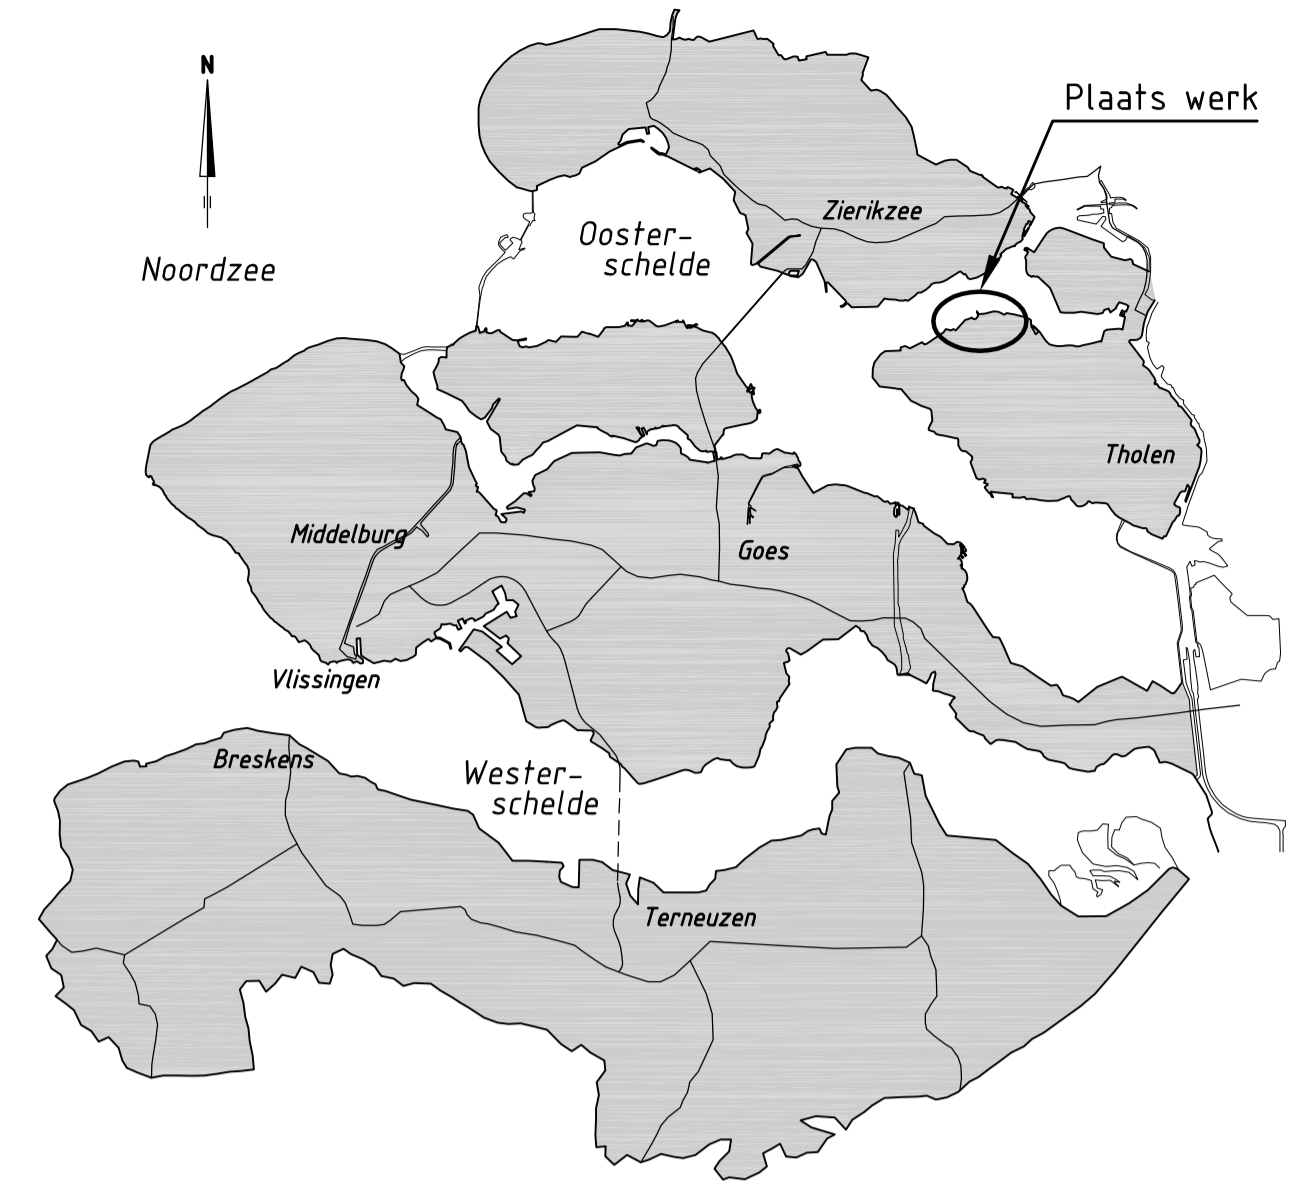 N
Plaats werk
Zierikzee
Ooster-
schelde
Noordzee
Tholen
Middelburg
Goes
Vlissingen
Breskens
Wester-
schelde
Terneuzen